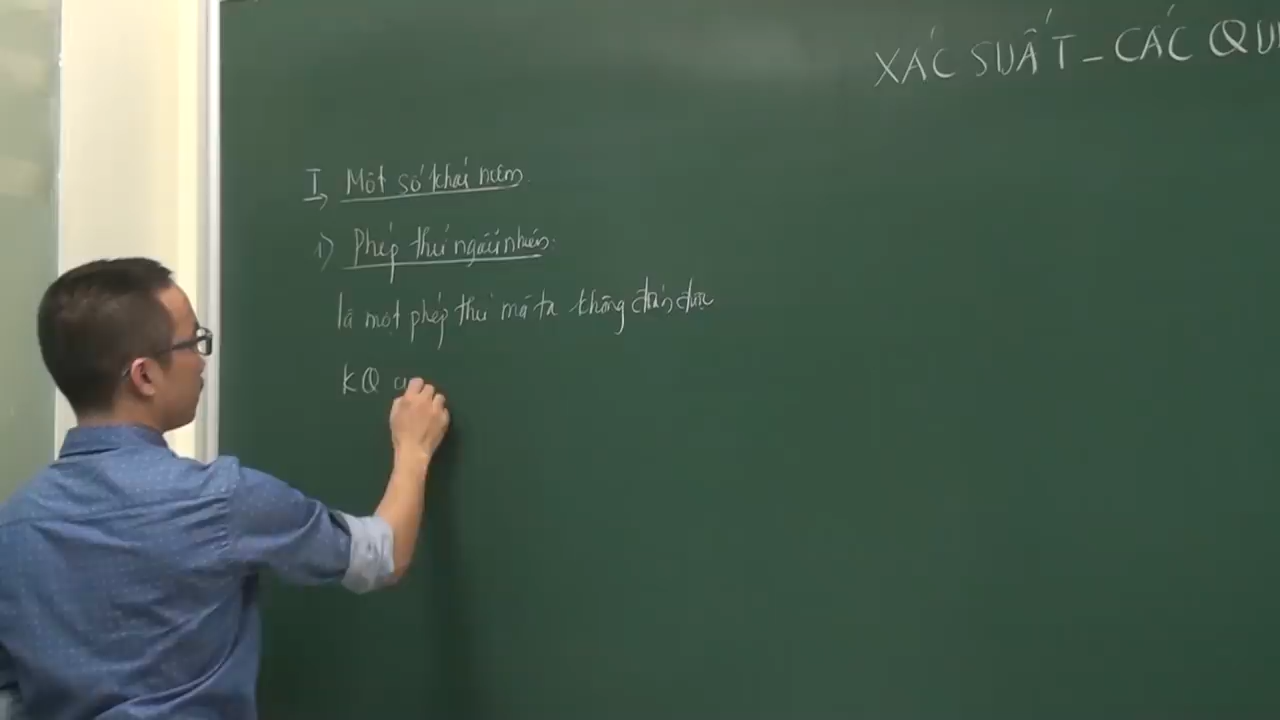 XÁC SUẤT - CÁC QU
I, Một số khái niệm.
1) Phép thử ngẫu nhiên:
là một phép thử mà ta không đoán được
KQ c